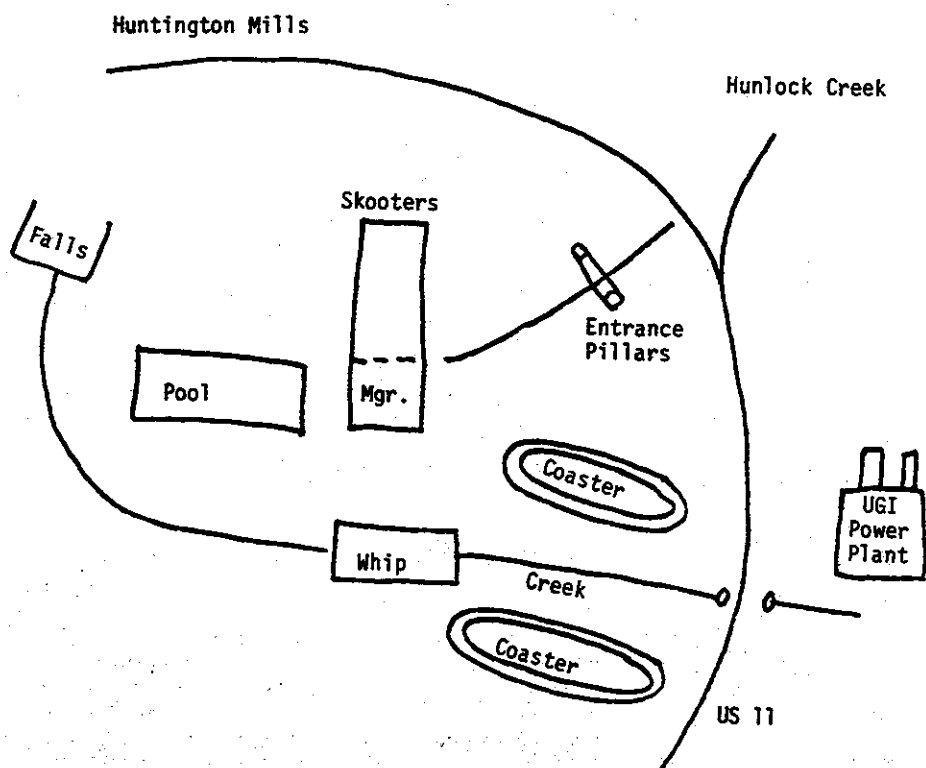 Huntington Mills
Hunlock Creek
Skooters
Falls
Entrance
Pillars
Pool
Mgr.
Coaster
UGI
Power
Plant
Whip
Creek
Coaster
US 11